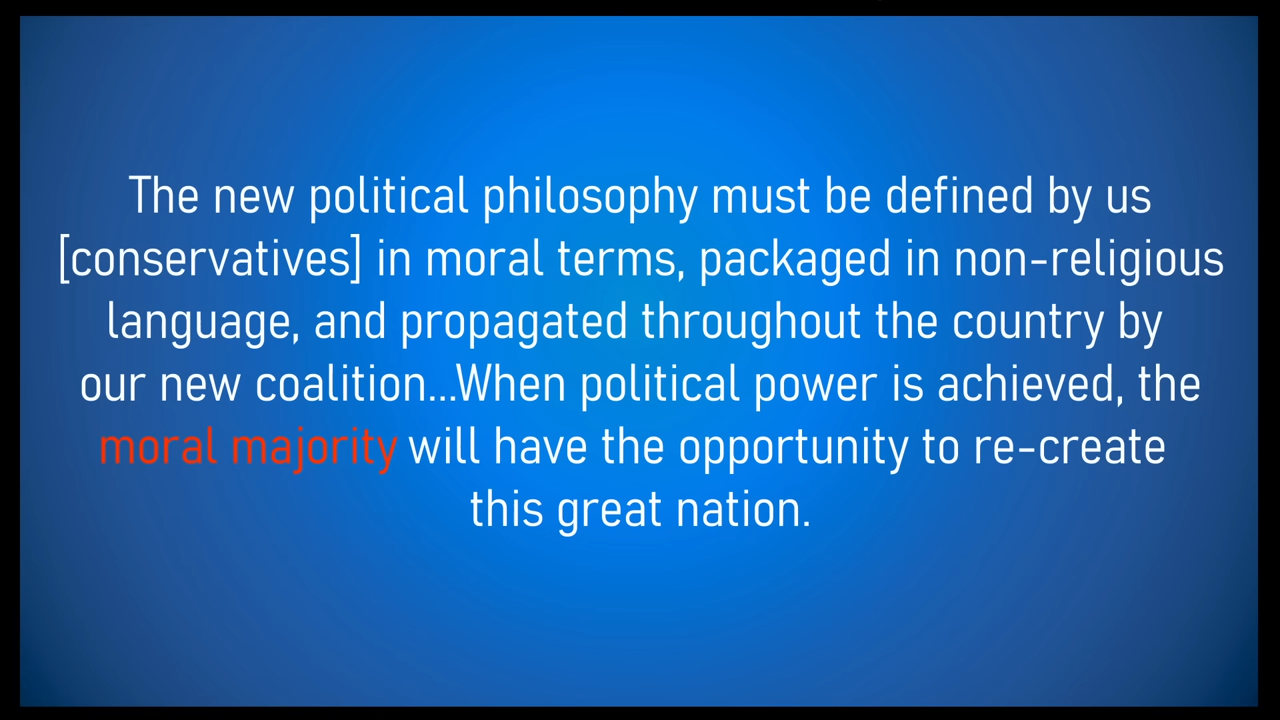 The new political philosophy must be defined by us
[conservatives] in moral terms, packaged in non-religious
language, and propagated throughout the country by
our new coalition...When political power is achieved, the
moral majority will have the opportunity to re-create
this great nation.